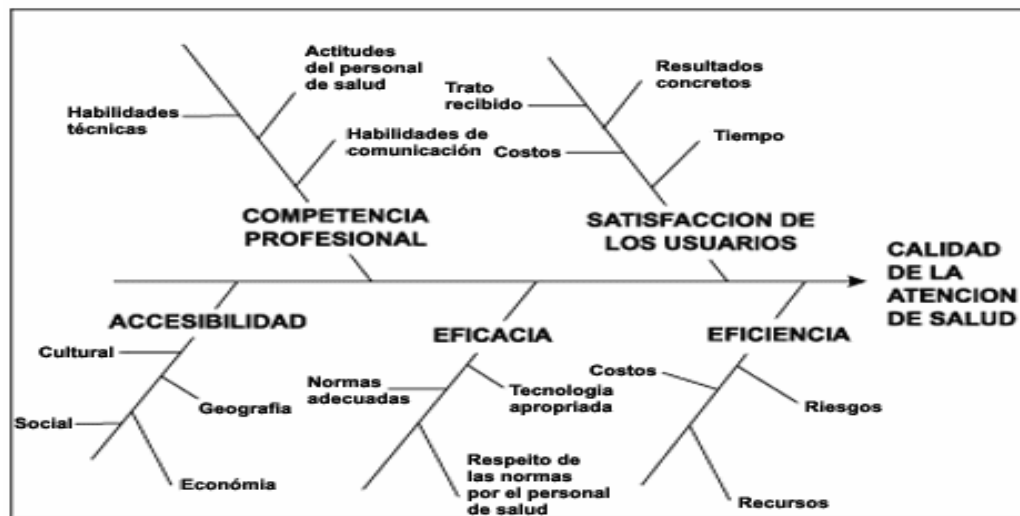 Actitudes
del personal
de salud
Habilidades
técnicas
Habilidades de
comunicación
COMPETENCIA
PROFESIONAL
Trato
recibido
Resultados
concretos
Costos
Tiempo
SATISFACCION DE
LOS USUARIOS
CALIDAD
DE LA
ATENCION
DE SALUD
ACCESIBILIDAD
Cultural
Geografia
Social
Económia
EFICACIA
Normas
adecuadas
Tecnologia
apropriada
Respeito de
las normas
por el personal
de salud
EFICIENCIA
Costos
Riesgos
Recursos